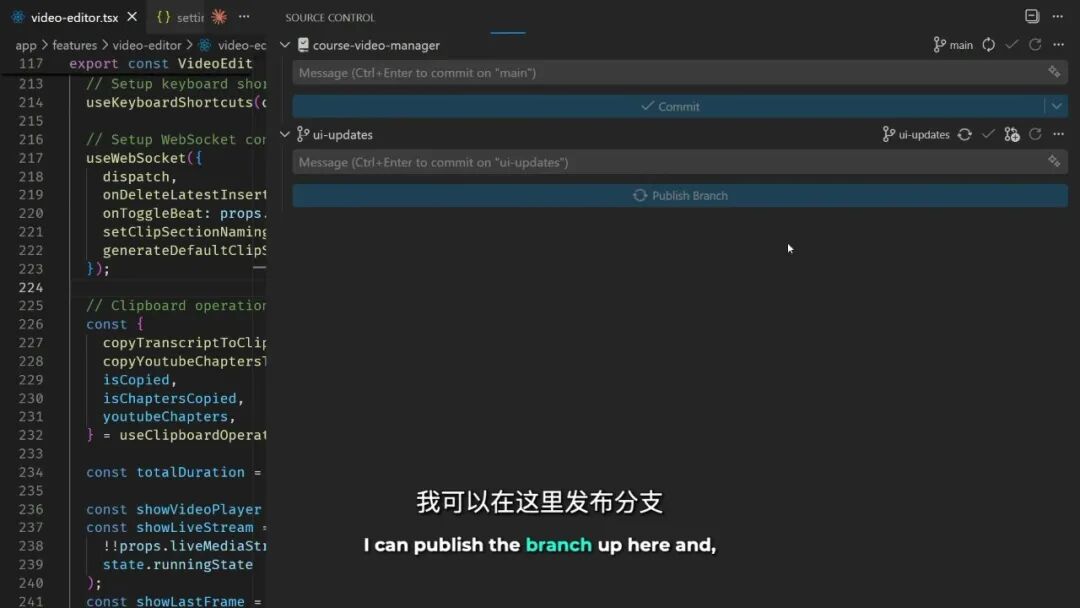 video-editor.tsx
{} settin
SOURCE CONTROL
app > features > video-editor > video-ed
117 export const VideoEdit
213 // Setup keyboard shor
214 useKeyboardShortcuts(
215
216 // Setup WebSocket con
217 useWebSocket({
218 dispatch,
219 onDeleteLatestInsert
220 onToggleBeat: props.
221 setClipSectionNaming
222 generateDefaultClipS
223 });
224
225 // Clipboard operation
226 const {
227 copyTranscriptToClip
228 copyYoutubeChaptersT
229 isCopied,
230 isChaptersCopied,
231 youtubeChapters,
232 } = useClipboardOperat
233
234 const totalDuration =
235
236 const showVideoPlayer
237 const showLiveStream =
238 !!props.liveMediaStr
239 state.runningState
240 );
241 const showLastFrame =
course-video-manager
main
Message (Ctrl+Enter to commit on "main")
Commit
ui-updates
ui-updates
Message (Ctrl+Enter to commit on "ui-updates")
Publish Branch
我可以在这里发布分支
I can publish the branch up here and,